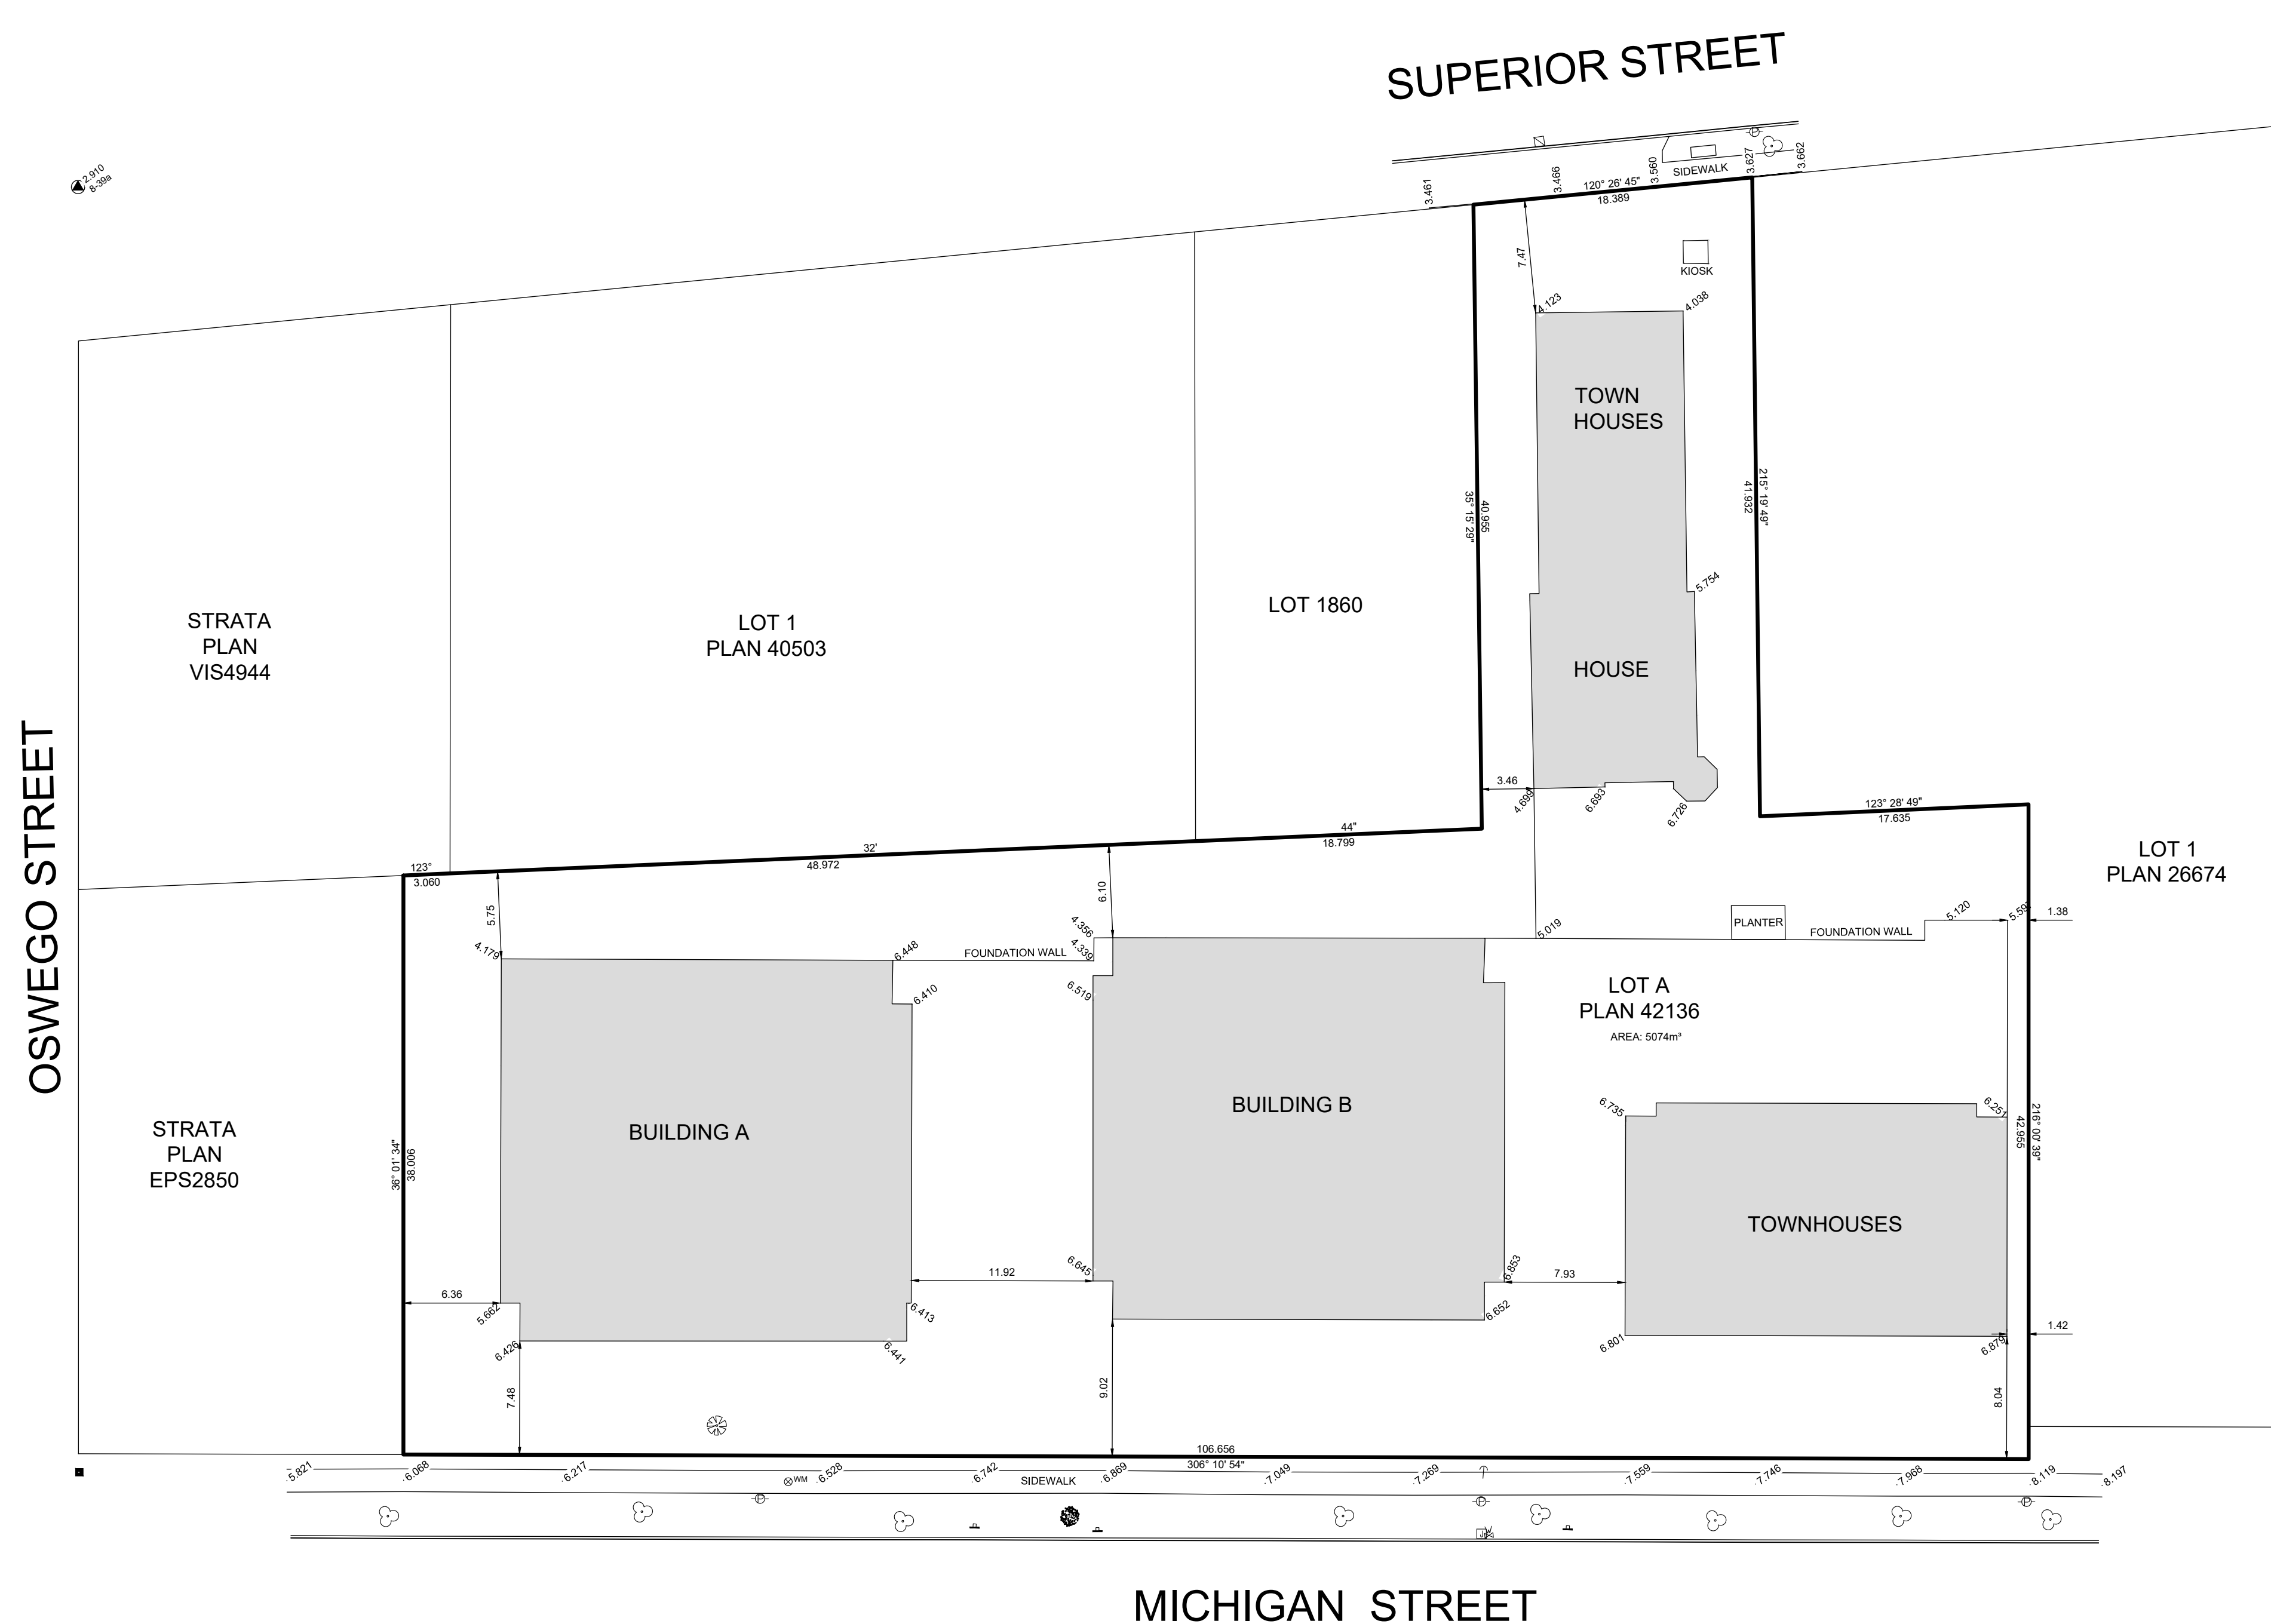 SUPERIOR STREET
2.910
8-39a
3.461
3.466
3.560
3.627
3.662
SIDEWALK
120° 26' 45"
18.389
7.47
KIOSK
4.123
4.038
TOWN
HOUSES
35° 15' 29"
40.955
41.932
215° 19' 49"
5.754
HOUSE
STRATA
PLAN
VIS4944
LOT 1
PLAN 40503
LOT 1860
OSWEGO STREET
3.46
4.699
6.693
6.726
123° 28' 49"
17.635
LOT 1
PLAN 26674
123°
32'
44"
3.060
48.972
18.799
5.75
6.10
4.179
6.448
FOUNDATION WALL
4.356
4.339
6.410
6.519
5.019
PLANTER
FOUNDATION WALL
5.120
1.38
LOT A
PLAN 42136
AREA: 5074m³
BUILDING A
BUILDING B
6.735
6.251
TOWNHOUSES
42.955
216° 00' 39"
STRATA
PLAN
EPS2850
36° 01' 34"
38.006
6.36
5.662
6.426
7.48
11.92
6.413
6.441
6.645
6.853
7.93
6.652
6.801
6.879
1.42
9.02
8.04
106.656
306° 10' 54"
5.821
6.068
6.217
WM
6.528
6.742
SIDEWALK
6.869
7.049
7.269
7.559
7.746
7.968
8.119
8.197
MICHIGAN STREET